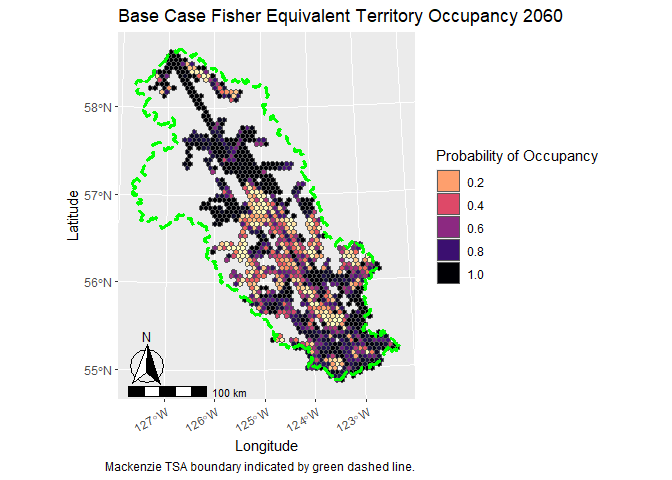 Base Case Fisher Equivalent Territory Occupancy 2060
58°N
57°N
56°N
55°N
Latitude
N
100 km
127°W
126°W
125°W
124°W
123°W
Longitude
Mackenzie TSA boundary indicated by green dashed line.
Probability of Occupancy
0.2
0.4
0.6
0.8
1.0